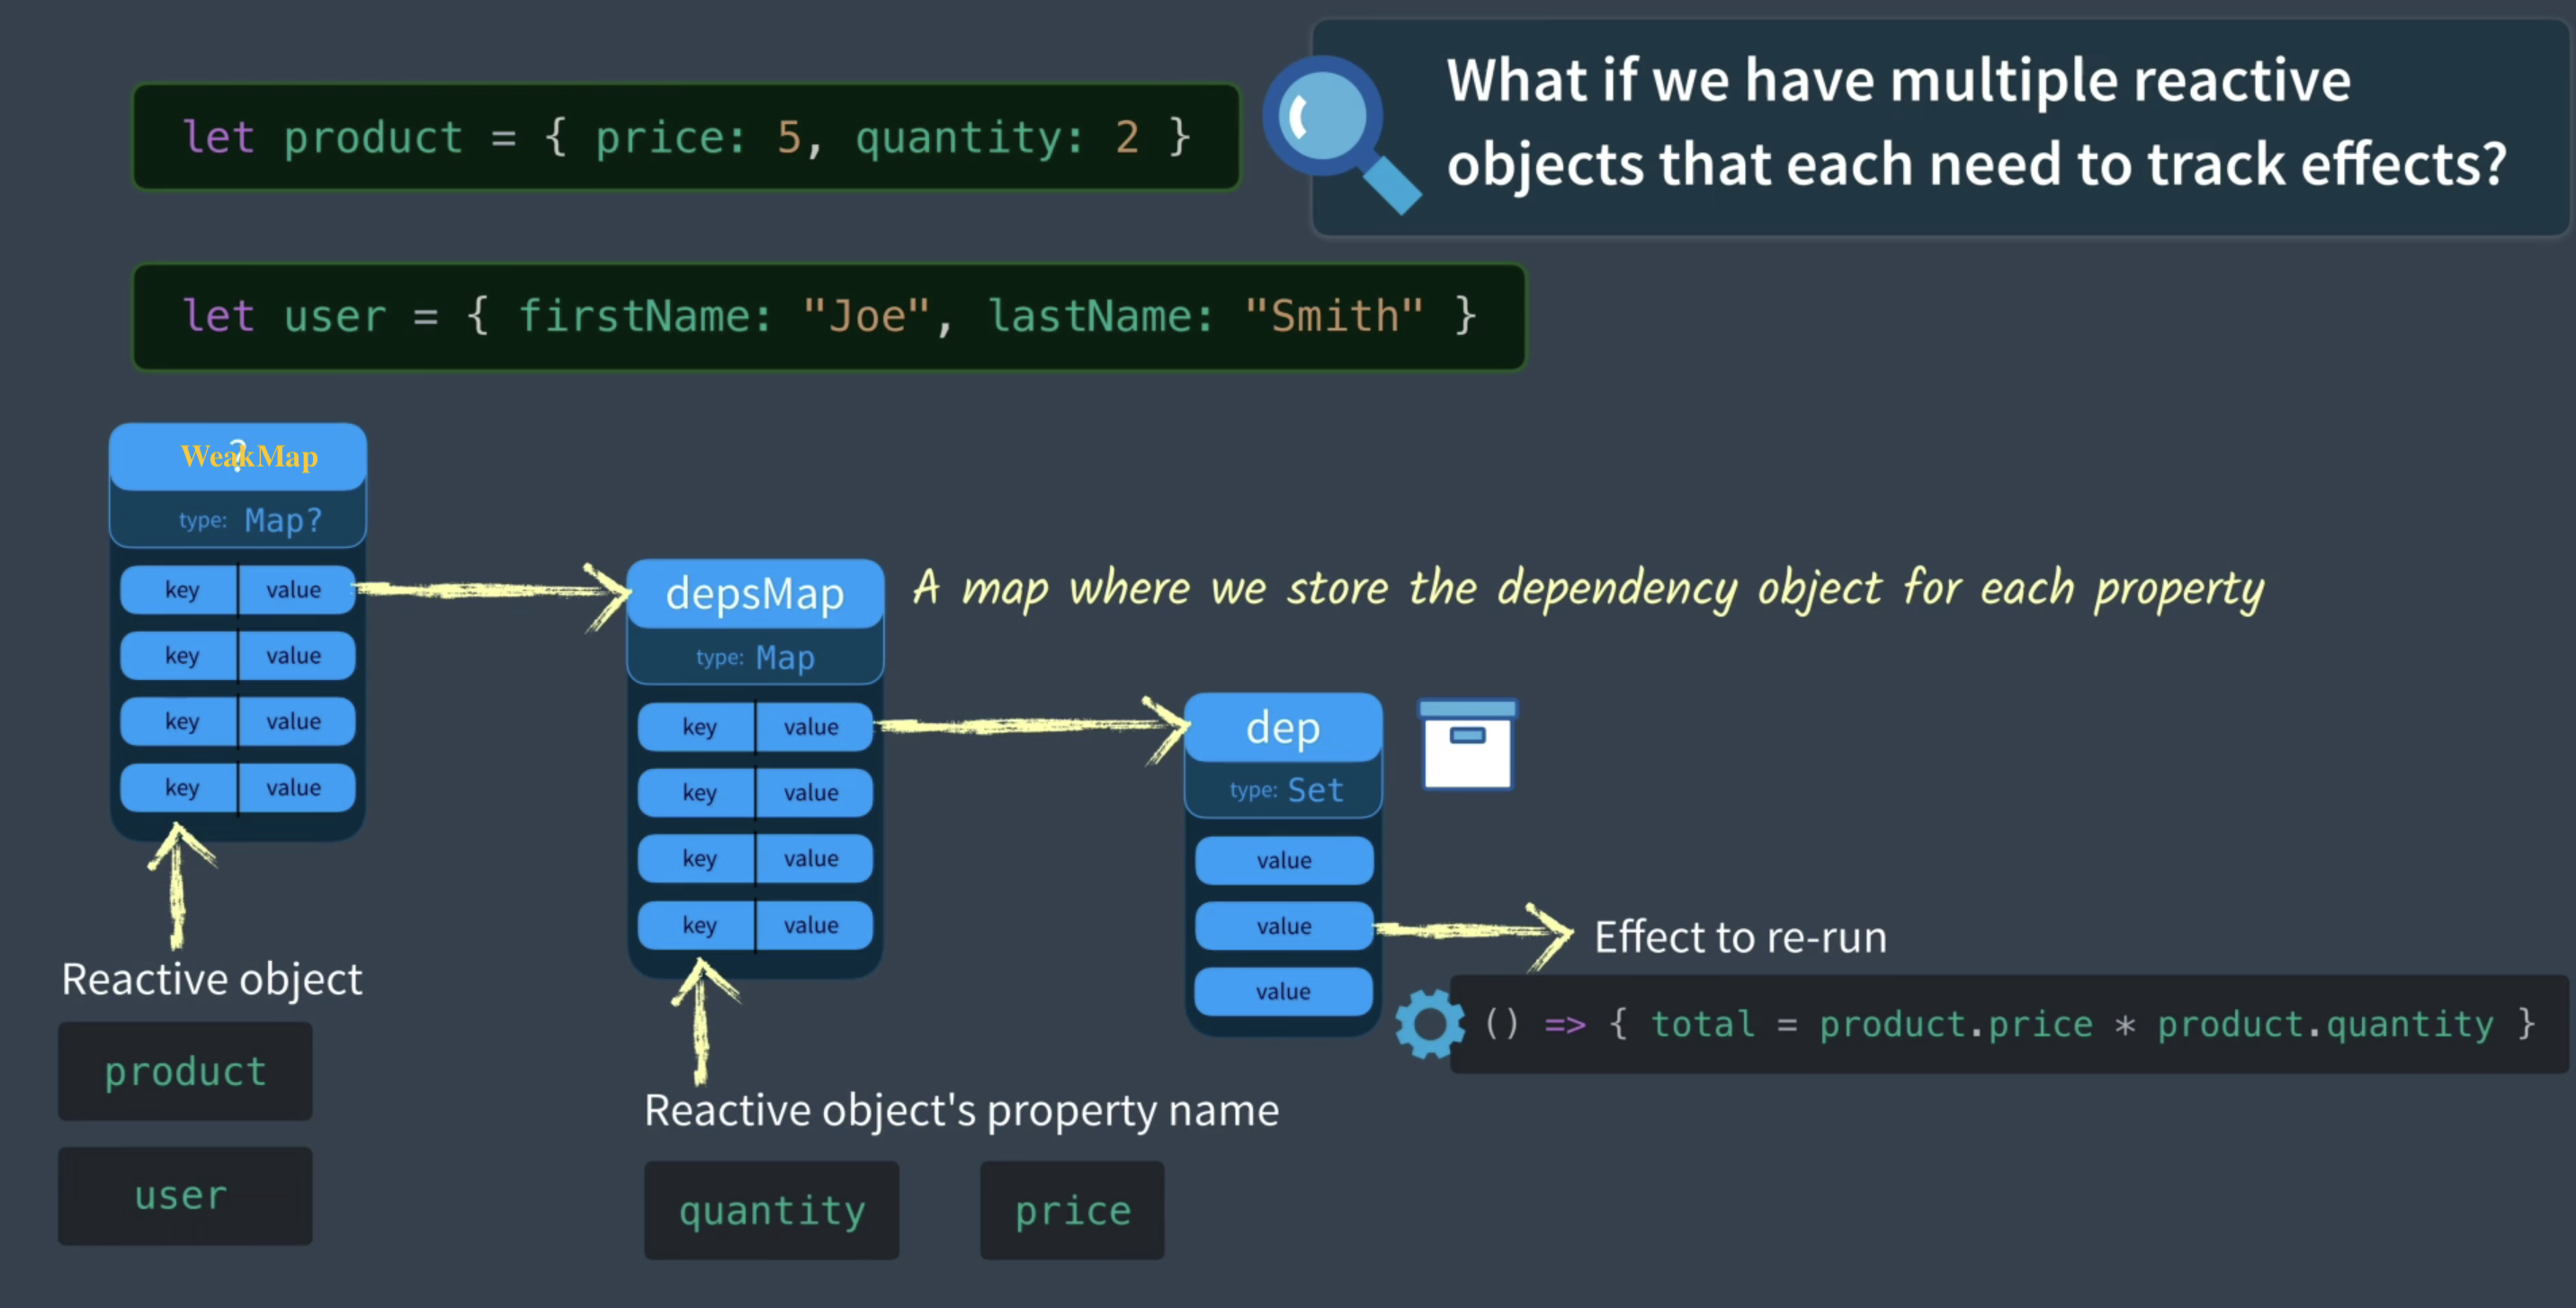 What if we have multiple reactive
objects that each need to track effects?
let product = { price: 5, quantity: 2 }
let user = { firstName: "Joe", lastName: "Smith" }
?
WeakMap
type: Map?
key value
key value
key value
key value
Reactive object
product
user
depsMap
type: Map
key value
key value
key value
key value
A map where we store the dependency object for each property
Reactive object's property name
quantity
price
dep
type: Set
value
value
value
Effect to re-run
() => { total = product.price * product.quantity }